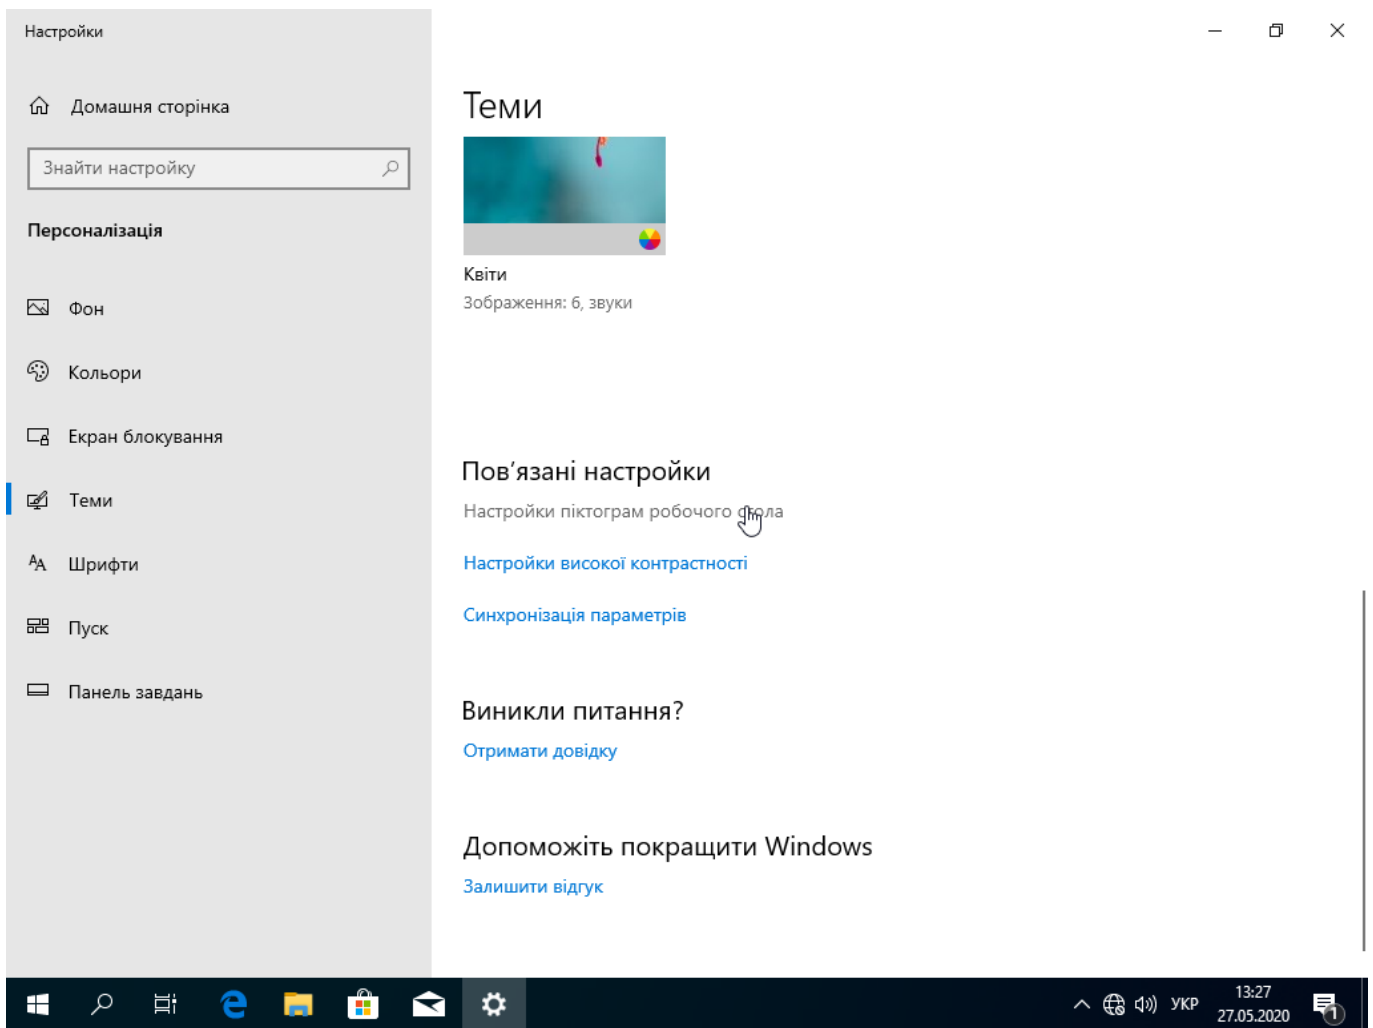 Настройки
Домашня сторінка
Знайти настройку
Персоналізація
Фон
Кольори
Екран блокування
Теми
Шрифти
Пуск
Панель завдань
Теми
Квіти
Зображення: 6, звуки
Пов’язані настройки
Настройки піктограм робочого стола
Настройки високої контрастності
Синхронізація параметрів
Виникли питання?
Отримати довідку
Допоможіть покращити Windows
Залишити відгук
УКР
13:27
27.05.2020
1